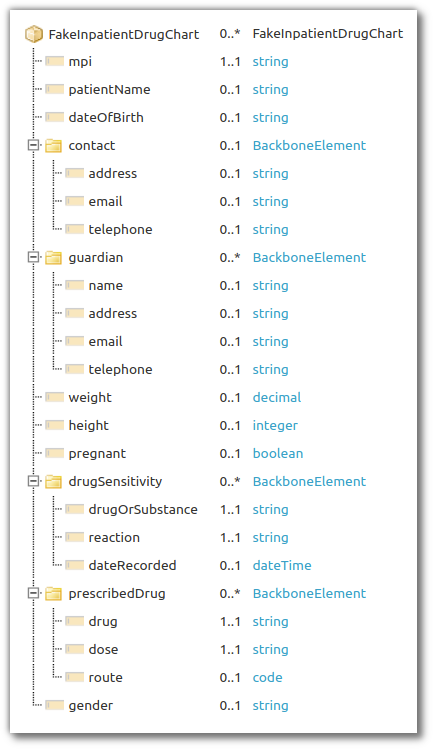 FakeInpatientDrugChart 0..* FakeInpatientDrugChart
mpi 1..1 string
patientName 0..1 string
dateOfBirth 0..1 string
contact 0..1 BackboneElement
address 0..1 string
email 0..1 string
telephone 0..1 string
guardian 0..* BackboneElement
name 0..1 string
address 0..1 string
email 0..1 string
telephone 0..1 string
weight 0..1 decimal
height 0..1 integer
pregnant 0..1 boolean
drugSensitivity 0..* BackboneElement
drugOrSubstance 1..1 string
reaction 1..1 string
dateRecorded 0..1 dateTime
prescribedDrug 0..* BackboneElement
drug 1..1 string
dose 1..1 string
route 0..1 code
gender 0..1 string